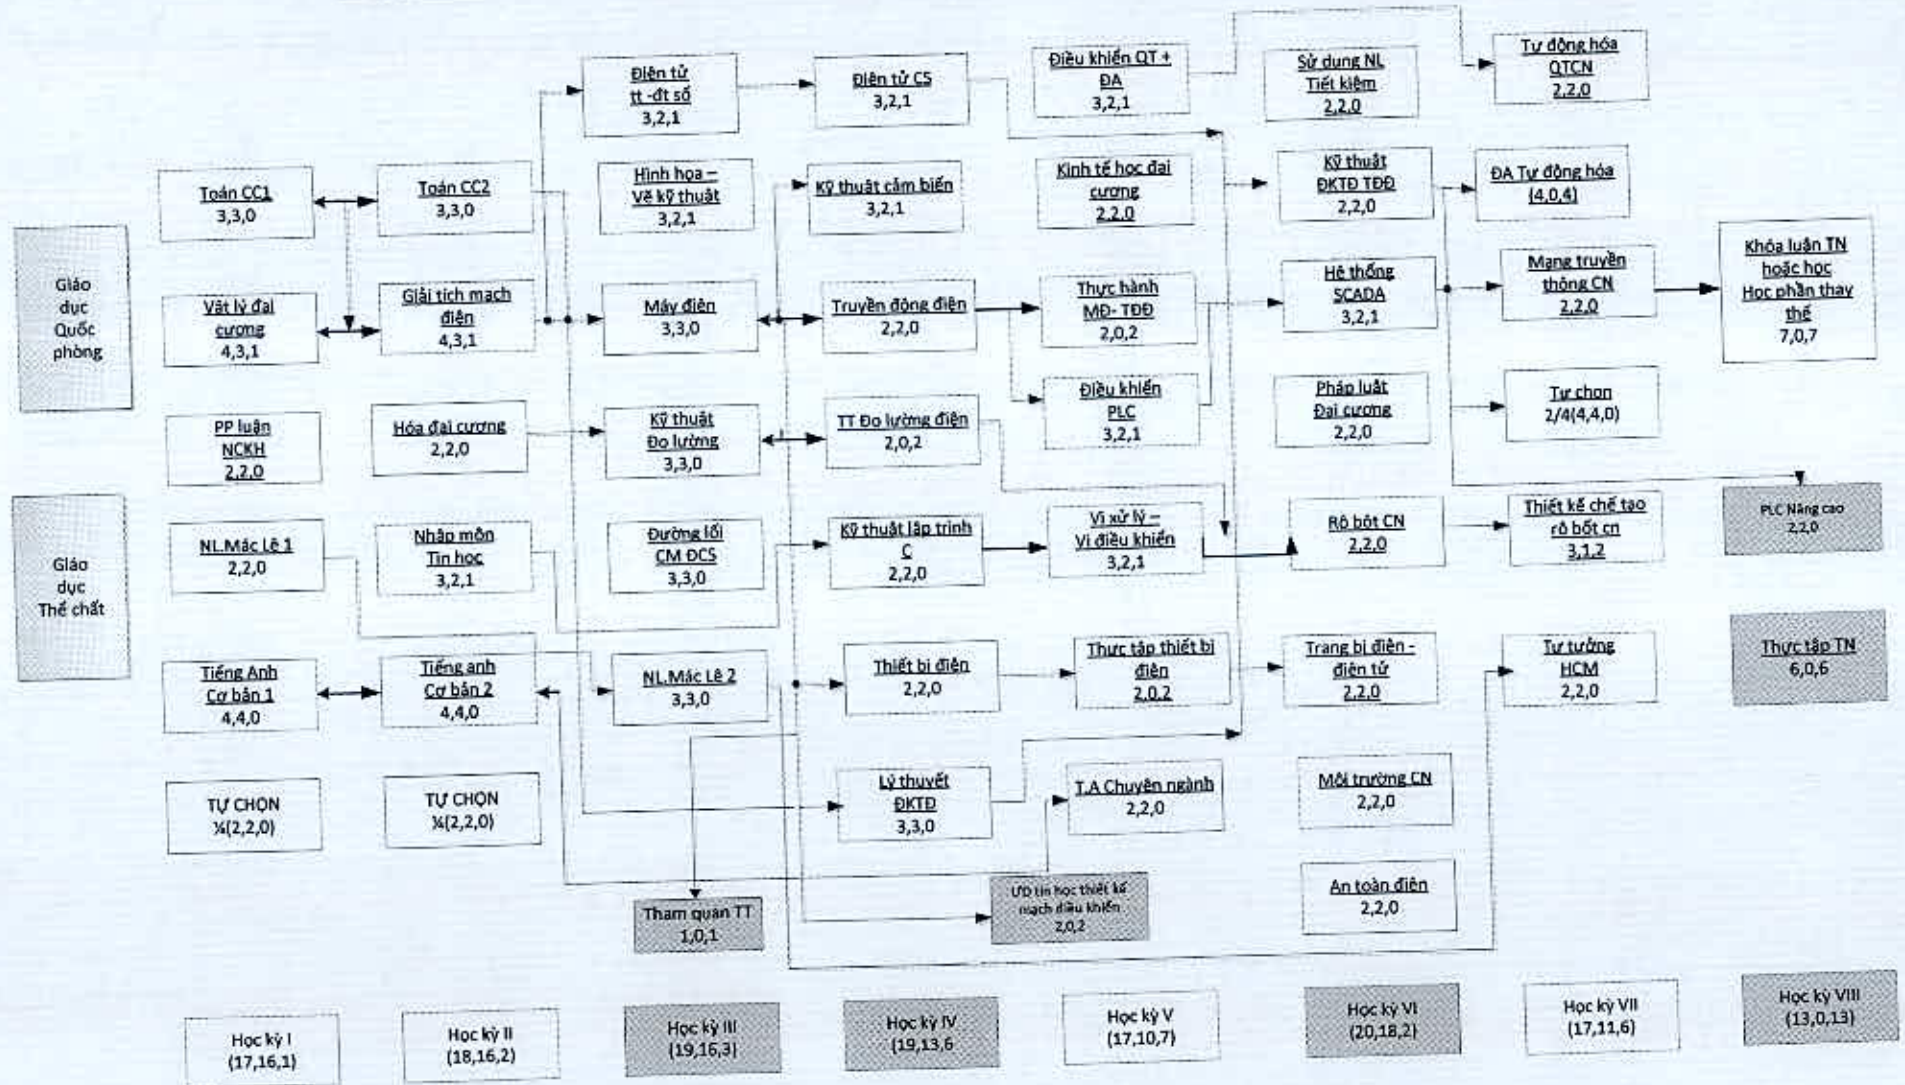 Giáo
dục
Quốc
phòng
Giáo
dục
Thể chất
Toán CC1
3,3,0
Vật lý đại
cương
4,3,1
PP luận
NCKH
2,2,0
NL.Mác Lê 1
2,2,0
Tiếng Anh
Cơ bản 1
4,4,0
TỰ CHỌN
¼(2,2,0)
Học kỳ I
(17,16,1)
Toán CC2
3,3,0
Giải tích mạch
điện
4,3,1
Hóa đại cương
2,2,0
Nhập môn
Tin học
3,2,1
Tiếng anh
Cơ bản 2
4,4,0
TỰ CHỌN
¼(2,2,0)
Học kỳ II
(18,16,2)
Điện tử
tt -đt số
3,2,1
Hình họa –
Vẽ kỹ thuật
3,2,1
Máy điện
3,3,0
Kỹ thuật
Đo lường
3,3,0
Đường lối
CM ĐCS
3,3,0
NL.Mác Lê 2
3,3,0
Tham quan TT
1,0,1
Học kỳ III
(19,16,3)
Điện tử CS
3,2,1
Kỹ thuật cảm biến
3,2,1
Truyền động điện
2,2,0
TT Đo lường điện
2,0,2
Kỹ thuật lập trình
C
2,2,0
Thiết bị điện
2,2,0
Lý thuyết
ĐKTĐ
3,3,0
Học kỳ IV
(19,13,6
Điều khiển QT +
ĐA
3,2,1
Kinh tế học đại
cương
2,2,0
Thực hành
MĐ- TĐĐ
2,0,2
Điều khiển
PLC
3,2,1
Vi xử lý –
Vi điều khiển
3,2,1
Thực tập thiết bị
điện
2,0,2
T.A Chuyên ngành
2,2,0
ƯD tin học thiết kế
mạch điều khiển
2,0,2
Học kỳ V
(17,10,7)
Sử dụng NL
Tiết kiệm
2,2,0
Kỹ thuật
ĐKTĐ TĐĐ
2,2,0
Hệ thống
SCADA
3,2,1
Pháp luật
Đại cương
2,2,0
Rô bôt CN
2,2,0
Trang bị điện -
điện tử
2,2,0
Môi trường CN
2,2,0
An toàn điện
2,2,0
Học kỳ VI
(20,18,2)
Tự động hóa
QTCN
2,2,0
ĐA Tự động hóa
(4,0,4)
Mạng truyền
thông CN
2,2,0
Tự chọn
2/4(4,4,0)
Thiết kế chế tạo
rô bốt cn
3,1,2
Tư tưởng
HCM
2,2,0
Học kỳ VII
(17,11,6)
Khóa luận TN
hoặc học
Học phần thay
thế
7,0,7
PLC Nâng cao
2,2,0
Thực tập TN
6,0,6
Học kỳ VIII
(13,0,13)